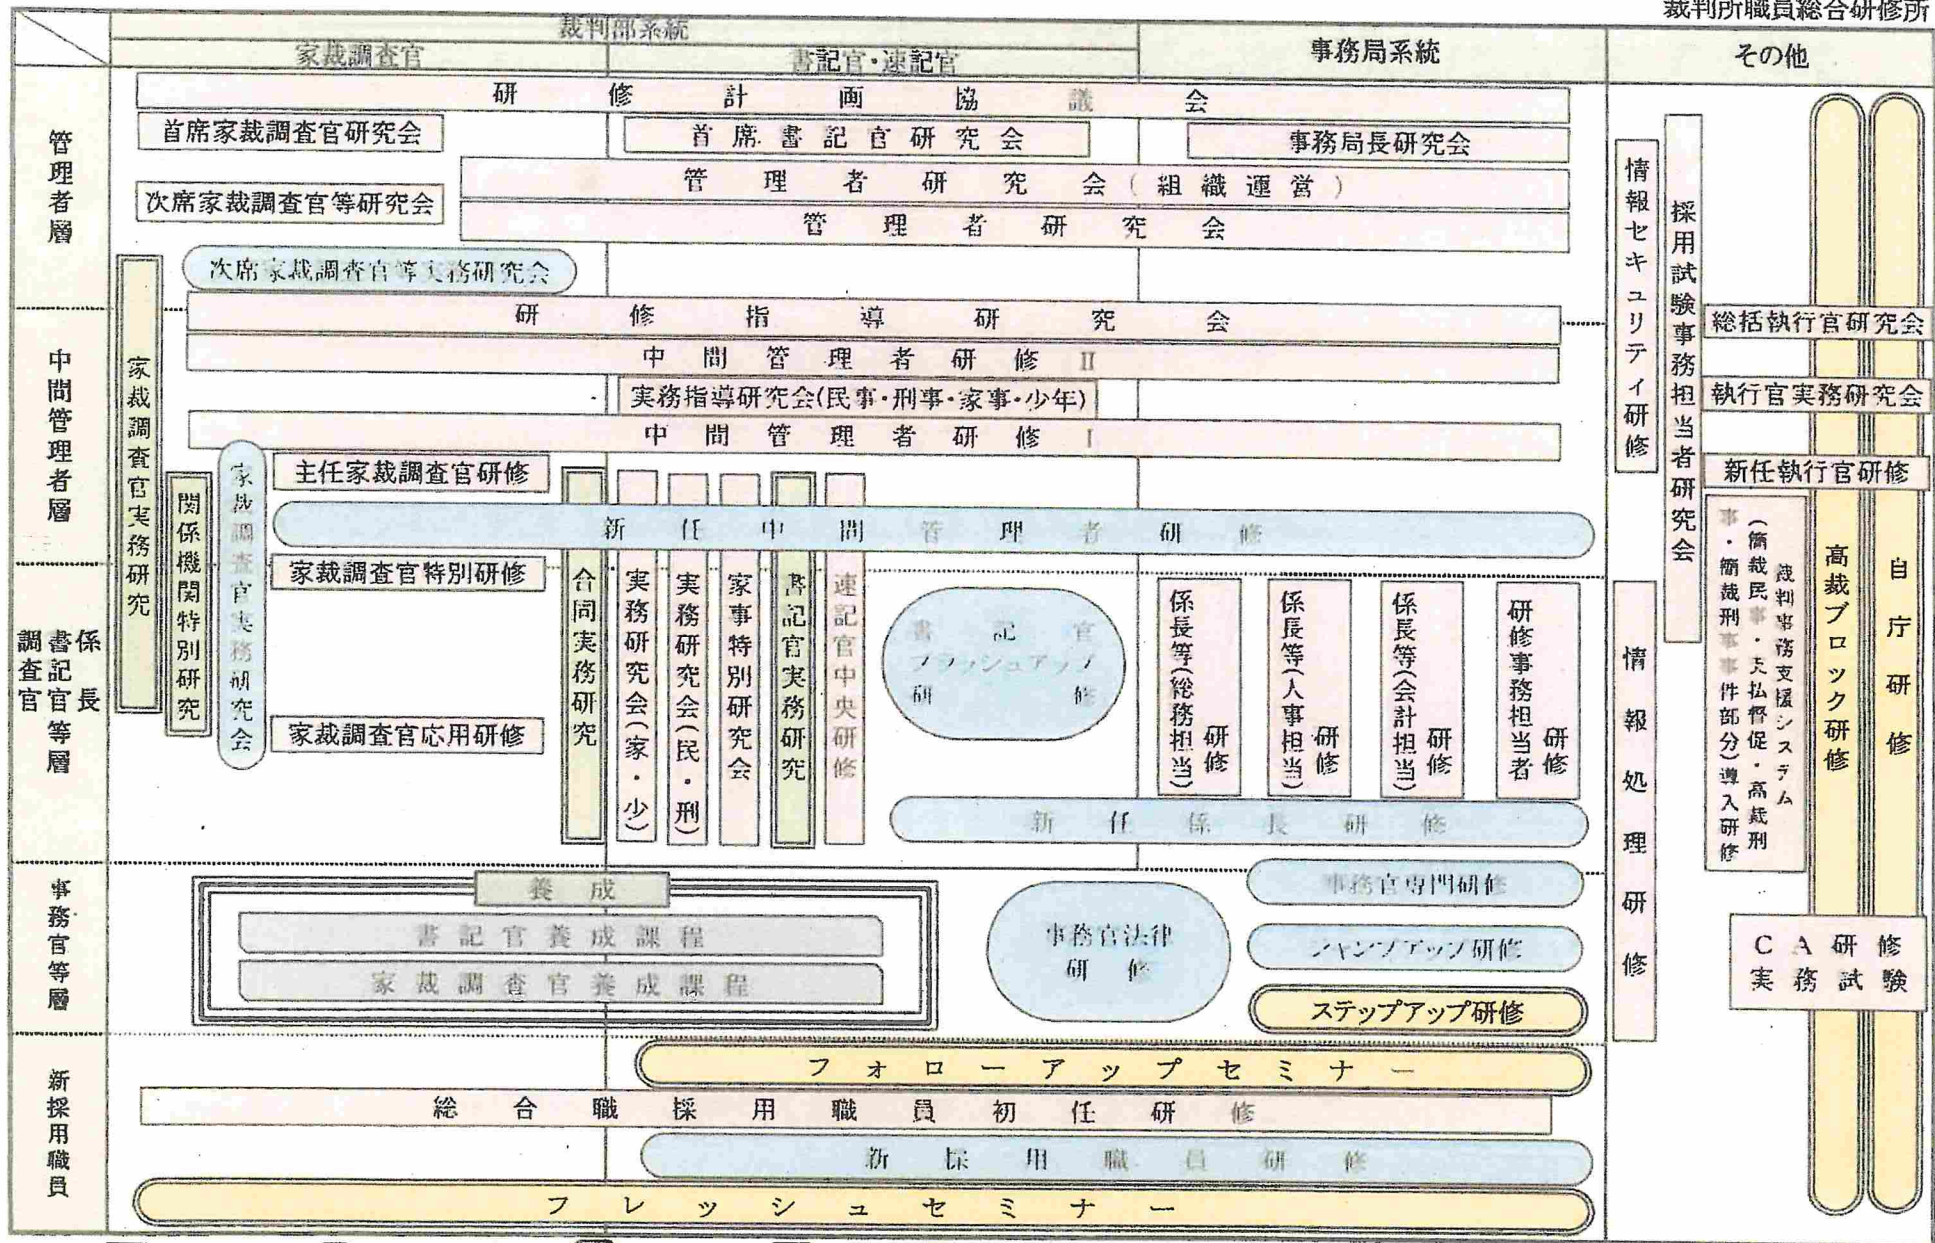 裁判所職員総合研修所
裁判部系統
家裁調査官
書記官・速記官
事務局系統
その他
管理者層
研修計画協議会
首席家裁調査官研究会
首席書記官研究会
事務局長研究会
管理者研究会(組織運営)
次席家裁調査官等研究会
管理者研究会
次席家裁調査官等実務研究会
中間管理者層
研修指導研究会
中間管理者研修Ⅱ
実務指導研究会(民事・刑事・家事・少年)
中間管理者研修Ⅰ
主任家裁調査官研修
新任中間管理者研修
家裁調査官実務研究
関係機関特別研究
家裁調査官実務研究会
係長
書記官等層
調査官
家裁調査官特別研修
家裁調査官応用研修
合同実務研究
実務研究会(家・少)
実務研究会(民・刑)
家事特別研究会
書記官実務研究
速記官中央研修
書記官
ブラッシュアップ
研修
係長等(総務担当)
研修
係長等(人事担当)
研修
係長等(会計担当)
研修
研修事務担当者
研修
新任係長研修
事務官等層
養成
書記官養成課程
家裁調査官養成課程
事務官法律
研修
事務官専門研修
ジャンプアップ研修
ステップアップ研修
新採用職員
フォローアップセミナー
総合職採用職員初任研修
新採用職員研修
フレッシュセミナー
情報セキュリティ研修
採用試験事務担当者研究会
情報処理研修
総括執行官研究会
執行官実務研究会
新任執行官研修
裁判事務支援システム
(簡裁民事・支払督促・高裁刑
事・簡裁刑事事件部分)導入研修
高裁ブロック研修
自庁研修
CA研修
実務試験